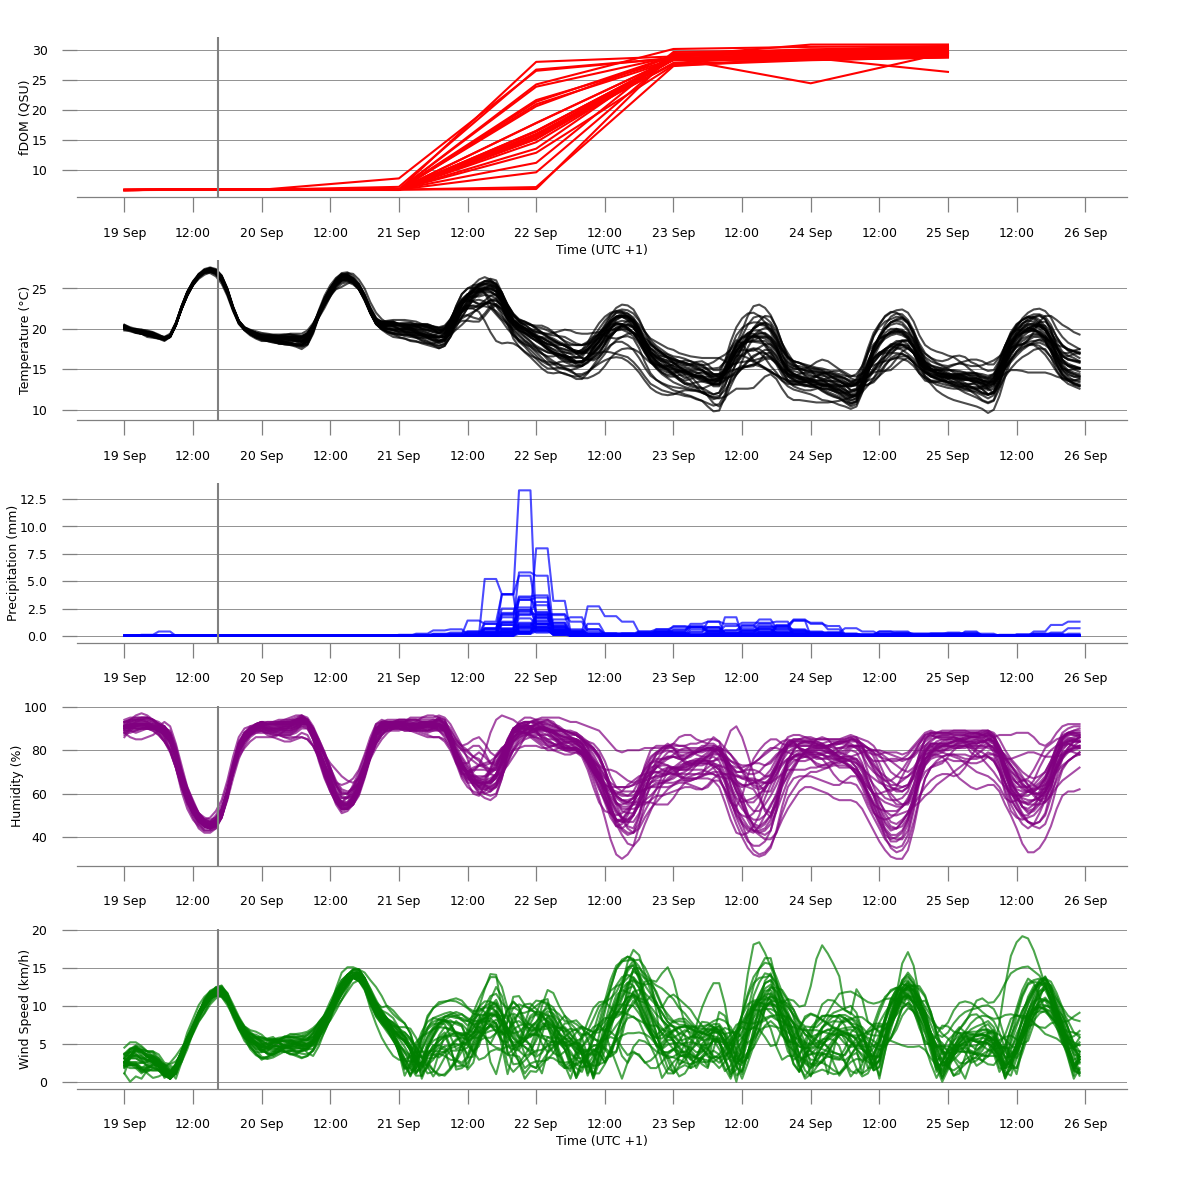 fDOM (QSU)
30
25
20
15
10
19 Sep 12:00 20 Sep 12:00 21 Sep 12:00 22 Sep 12:00 23 Sep 12:00 24 Sep 12:00 25 Sep 12:00 26 Sep
Time (UTC +1)
Temperature (°C)
25
20
15
10
19 Sep 12:00 20 Sep 12:00 21 Sep 12:00 22 Sep 12:00 23 Sep 12:00 24 Sep 12:00 25 Sep 12:00 26 Sep
Precipitation (mm)
12.5
10.0
7.5
5.0
2.5
0.0
19 Sep 12:00 20 Sep 12:00 21 Sep 12:00 22 Sep 12:00 23 Sep 12:00 24 Sep 12:00 25 Sep 12:00 26 Sep
Humidity (%)
100
80
60
40
19 Sep 12:00 20 Sep 12:00 21 Sep 12:00 22 Sep 12:00 23 Sep 12:00 24 Sep 12:00 25 Sep 12:00 26 Sep
Wind Speed (km/h)
20
15
10
5
0
19 Sep 12:00 20 Sep 12:00 21 Sep 12:00 22 Sep 12:00 23 Sep 12:00 24 Sep 12:00 25 Sep 12:00 26 Sep
Time (UTC +1)